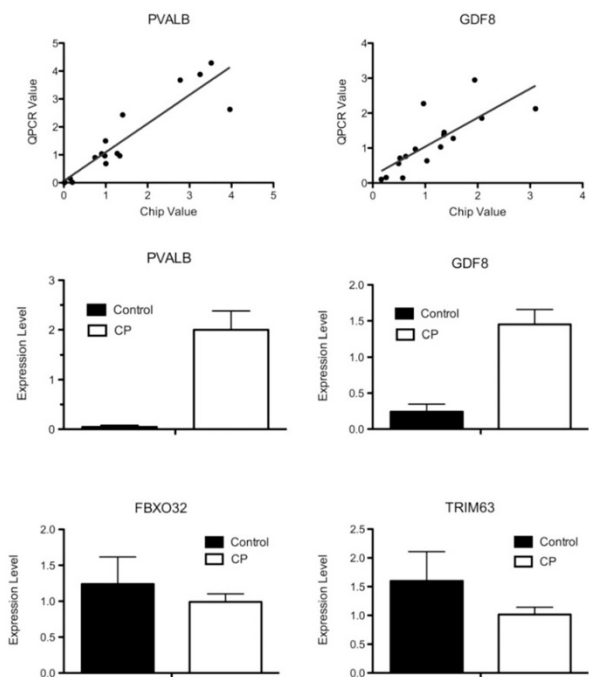 PVALB
5
4
3
2
1
0
QPCR Value
0 1 2 3 4 5
Chip Value
GDF8
4
3
2
1
0
QPCR Value
0 1 2 3 4
Chip Value
PVALB
3
2
1
0
Expression Level
Control
CP
GDF8
2.0
1.5
1.0
0.5
0.0
Expression Level
Control
CP
FBXO32
2.0
1.5
1.0
0.5
0.0
Expression Level
Control
CP
TRIM63
2.5
2.0
1.5
1.0
0.5
0.0
Expression Level
Control
CP